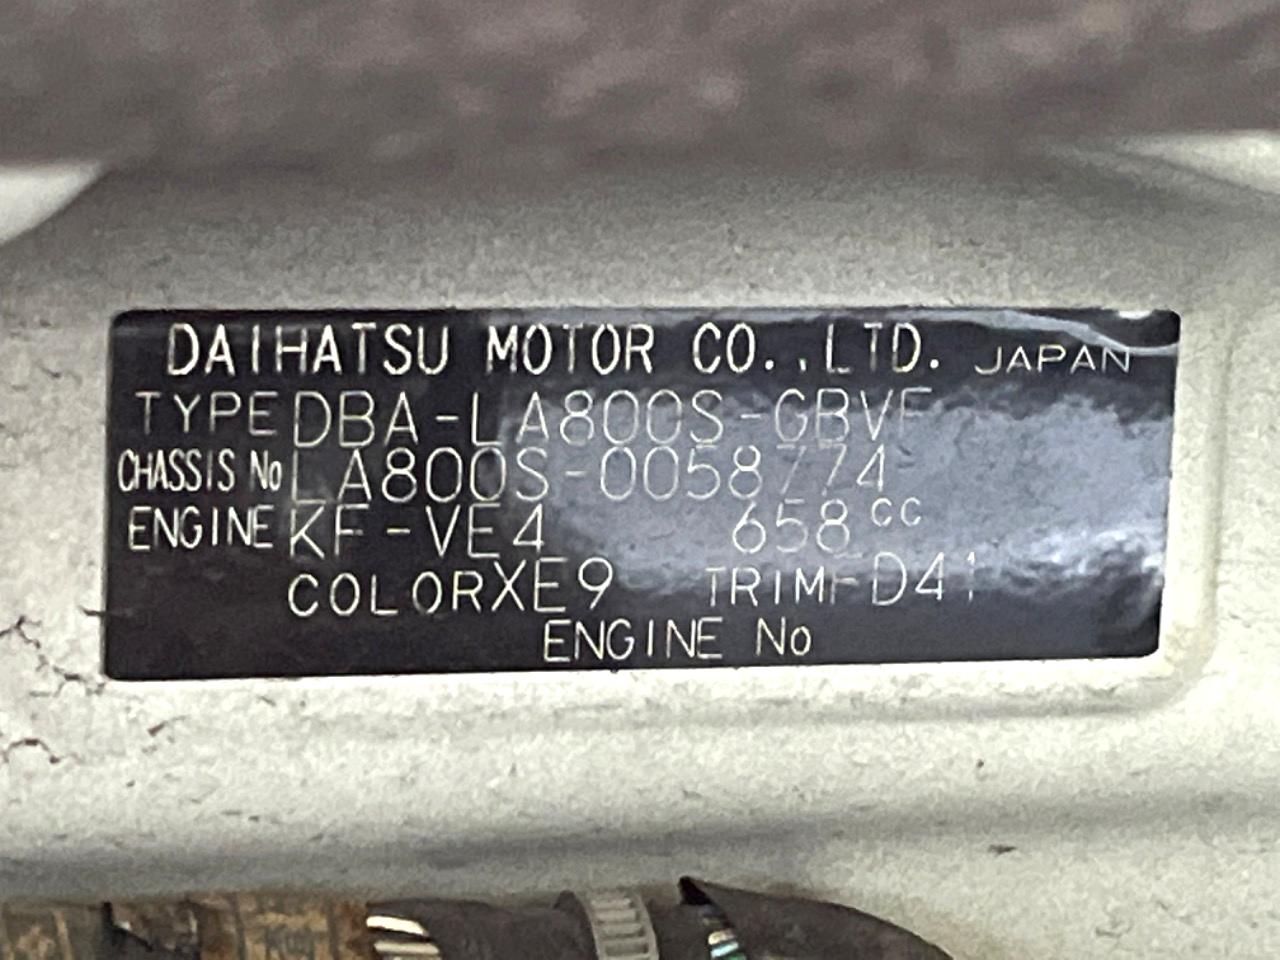 DAIHATSU MOTOR CO.,LTD. JAPAN
TYPE DBA-LA800S-GBVF
CHASSIS No LA800S-0058774
ENGINE KF-VE4 658cc
COLOR XE9 TRIM FD41
ENGINE No